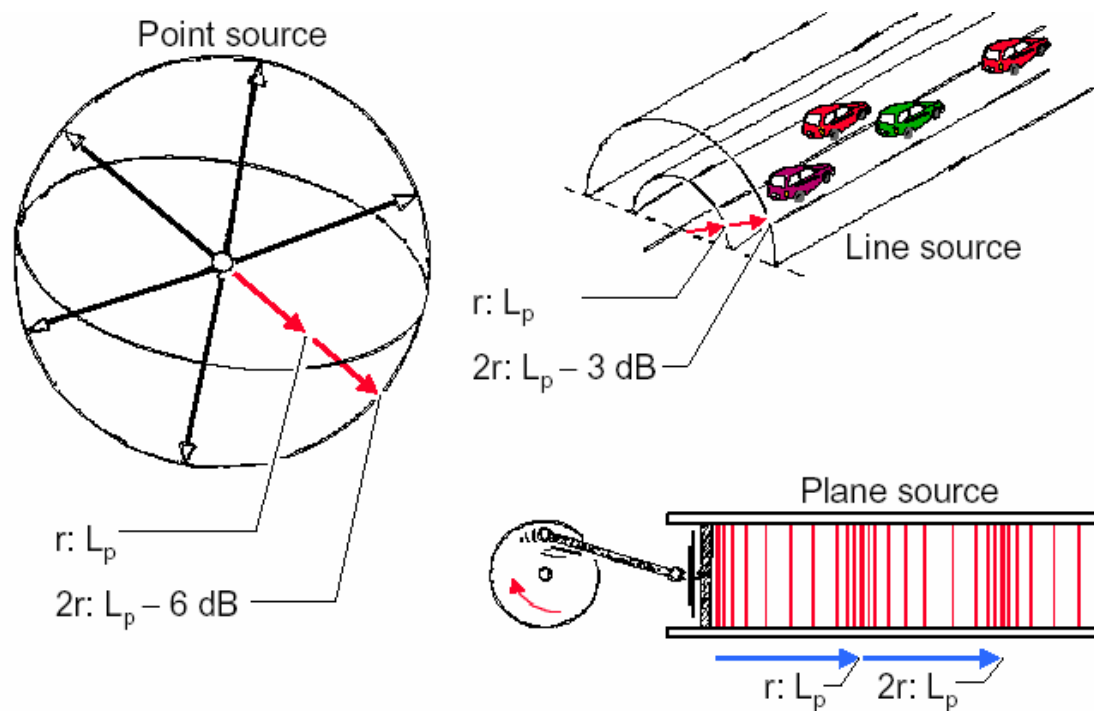 Point source
r: Lₚ
2r: Lₚ – 6 dB
Line source
r: Lₚ
2r: Lₚ – 3 dB
Plane source
r: Lₚ 2r: Lₚ